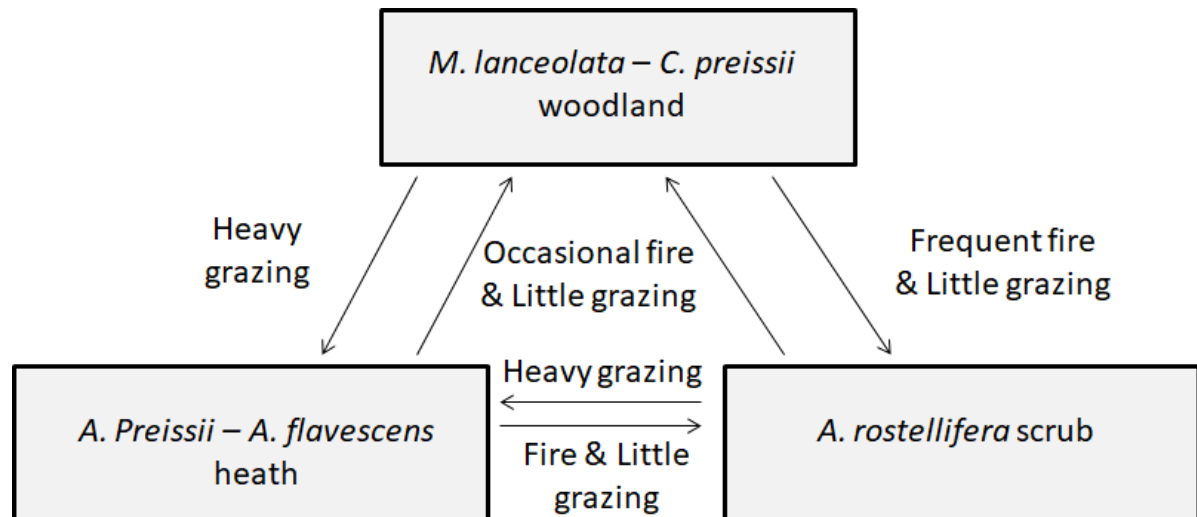 M. lanceolata – C. preissii
woodland
Heavy
grazing
Occasional fire
& Little grazing
Frequent fire
& Little grazing
Heavy grazing
A. Preissii – A. flavescens
heath
Fire & Little
grazing
A. rostellifera scrub